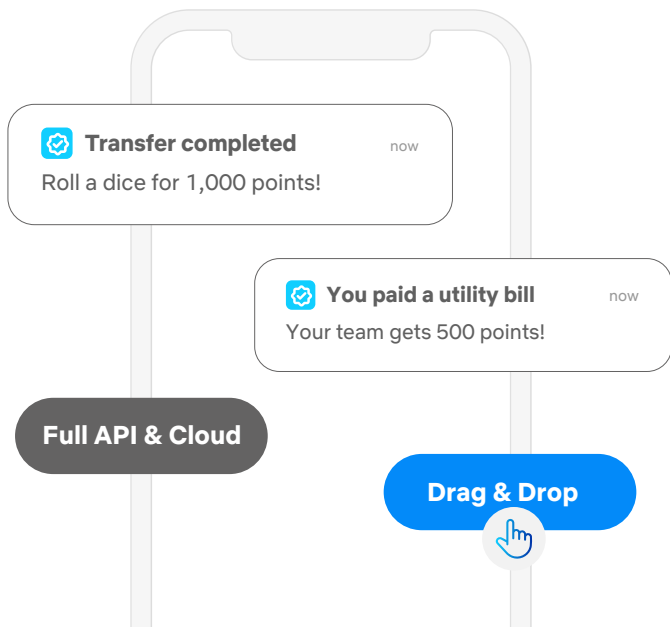 Transfer completed
now
Roll a dice for 1,000 points!
You paid a utility bill
now
Your team gets 500 points!
Full API & Cloud
Drag & Drop